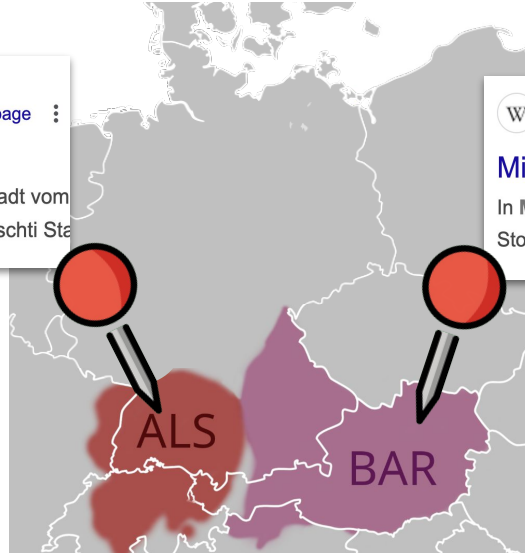 page
adt vom
schti Sta
W
Mi
In M
Sto
ALS
BAR